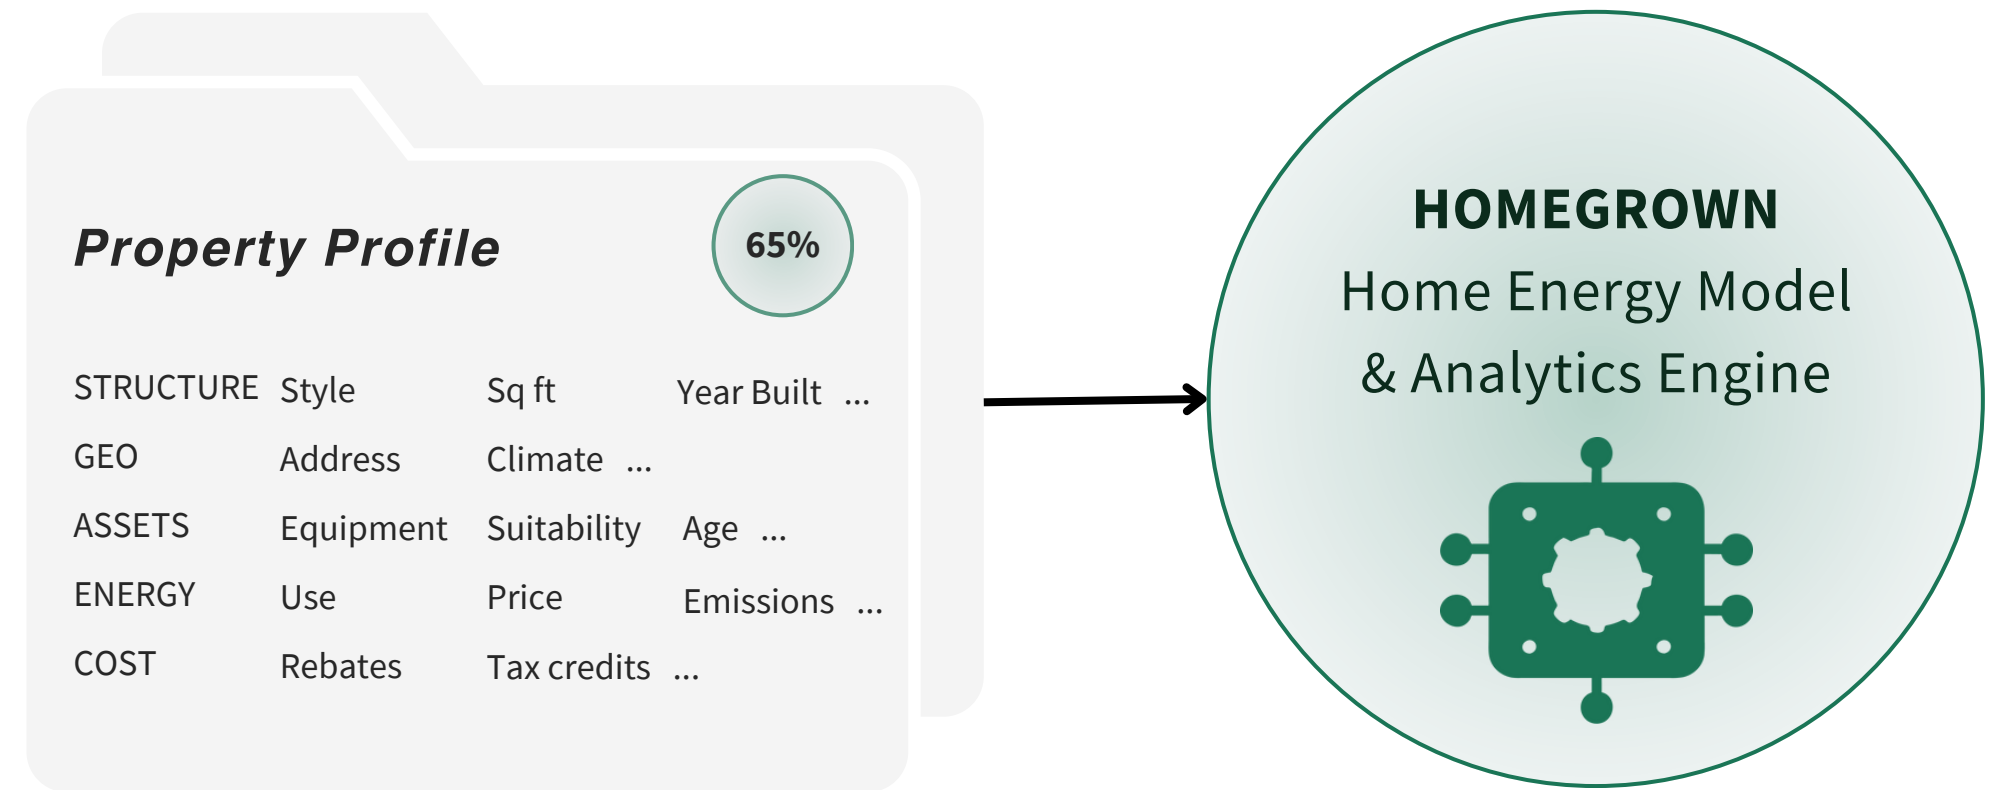 Property Profile 65%
STRUCTURE Style Sq ft Year Built ...
GEO Address Climate ...
ASSETS Equipment Suitability Age ...
ENERGY Use Price Emissions ...
COST Rebates Tax credits ...
HOMEGROWN
Home Energy Model
& Analytics Engine